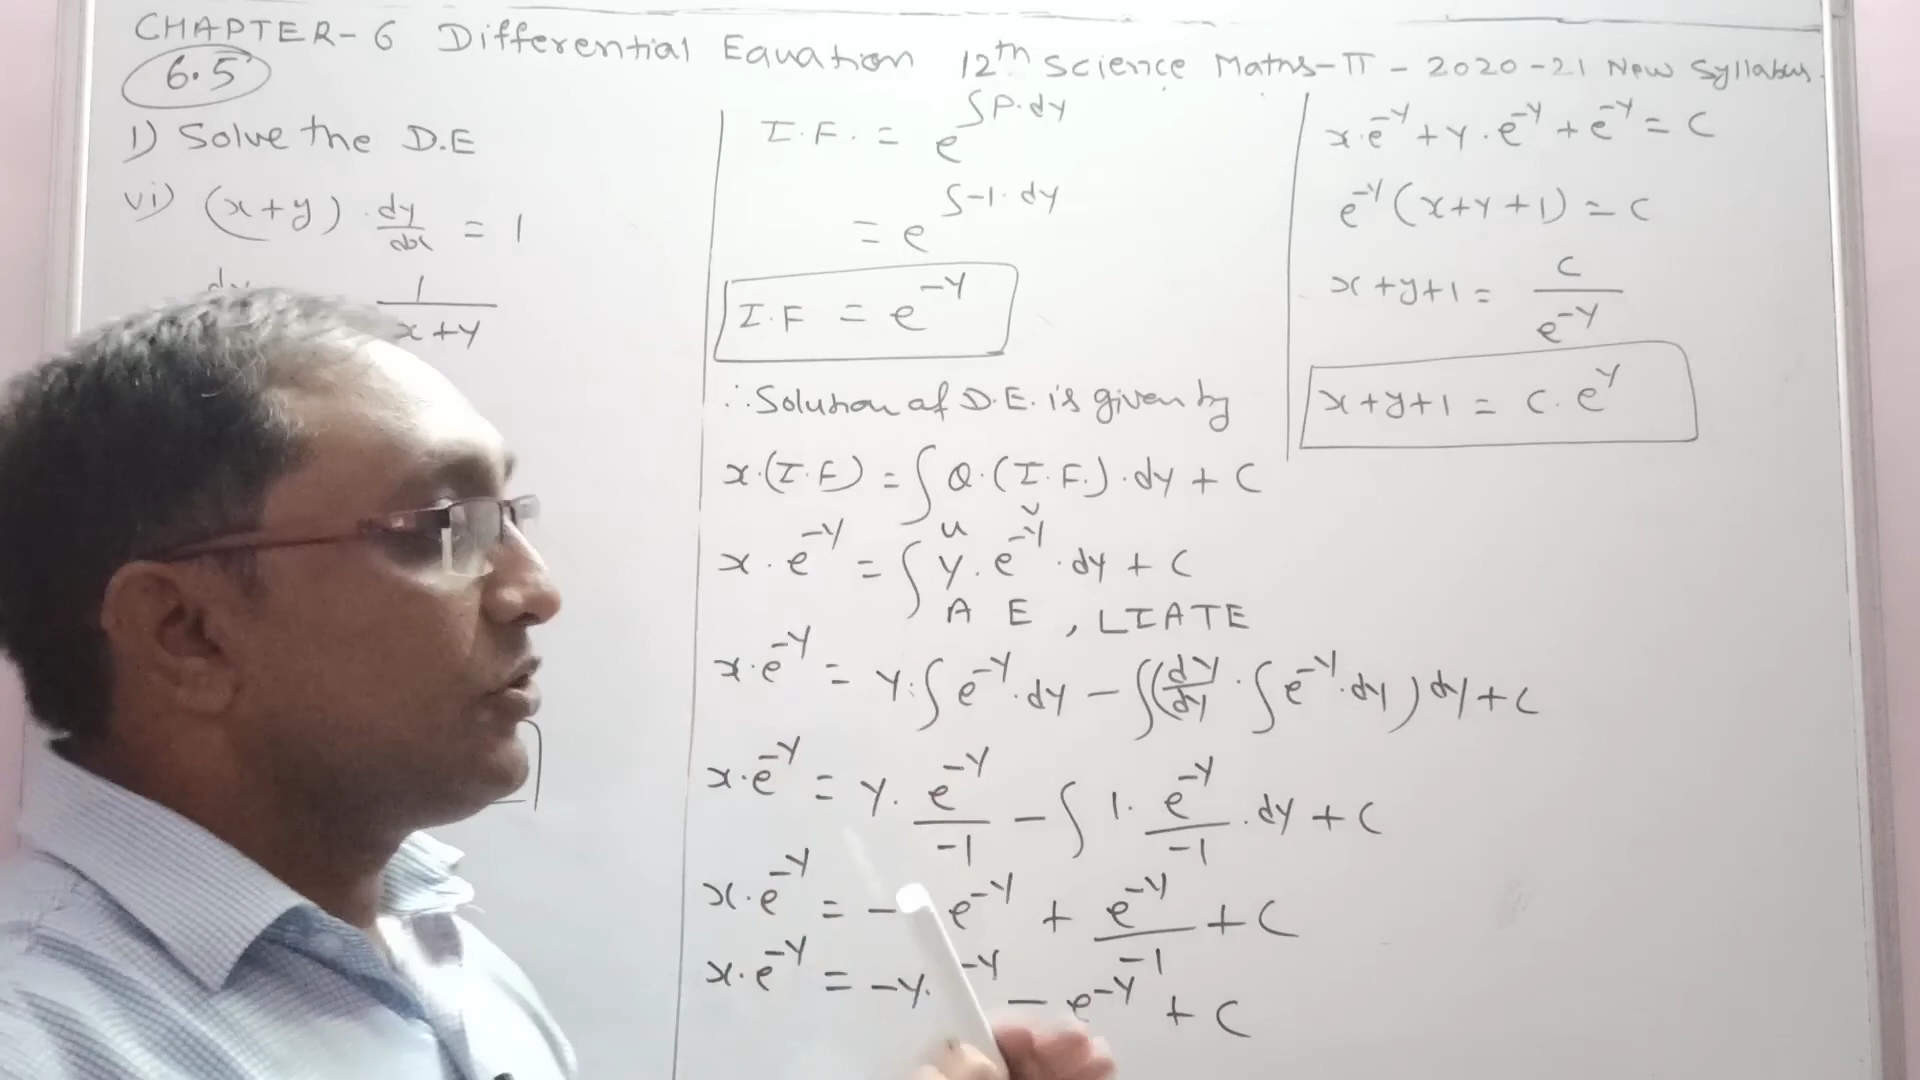 CHAPTER-6 Differential Equation 12th Science Maths-II - 2020-21 New Syllabus.
6.5
1) Solve the D.E
vi) (x+y) . dy/dx = 1
1/x+y
I.F. = e^∫P.dy
= e^∫-1.dy
I.F = e^-y
∴ Solution of D.E. is given by
x.(I.F) = ∫Q.(I.F.).dy + C
u v
x.e^-y = ∫y.e^-y.dy + C
A E , LIATE
x.e^-y = y.∫e^-y.dy - ∫(dy/dy . ∫e^-y.dy)dy + C
x.e^-y = y. e^-y/-1 - ∫1. e^-y/-1 .dy + C
x.e^-y = - e^-y + e^-y/-1 + C
x.e^-y = -y. ^-y - e^-y + C
x.e^-y + y.e^-y + e^-y = C
e^-y (x+y+1) = C
x+y+1 = C/e^-y
x+y+1 = C.e^y